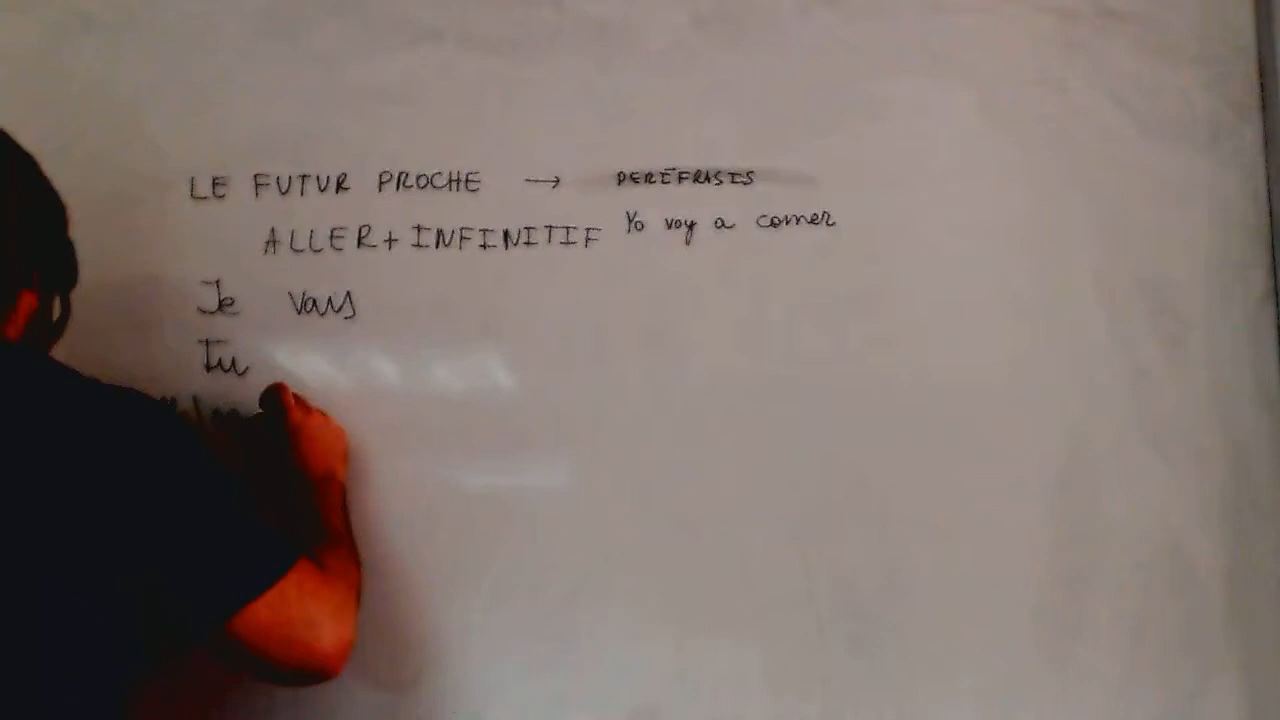 LE FUTUR PROCHE → PERÍFRASIS
ALLER + INFINITIF Yo voy a comer
Je vais
Tu